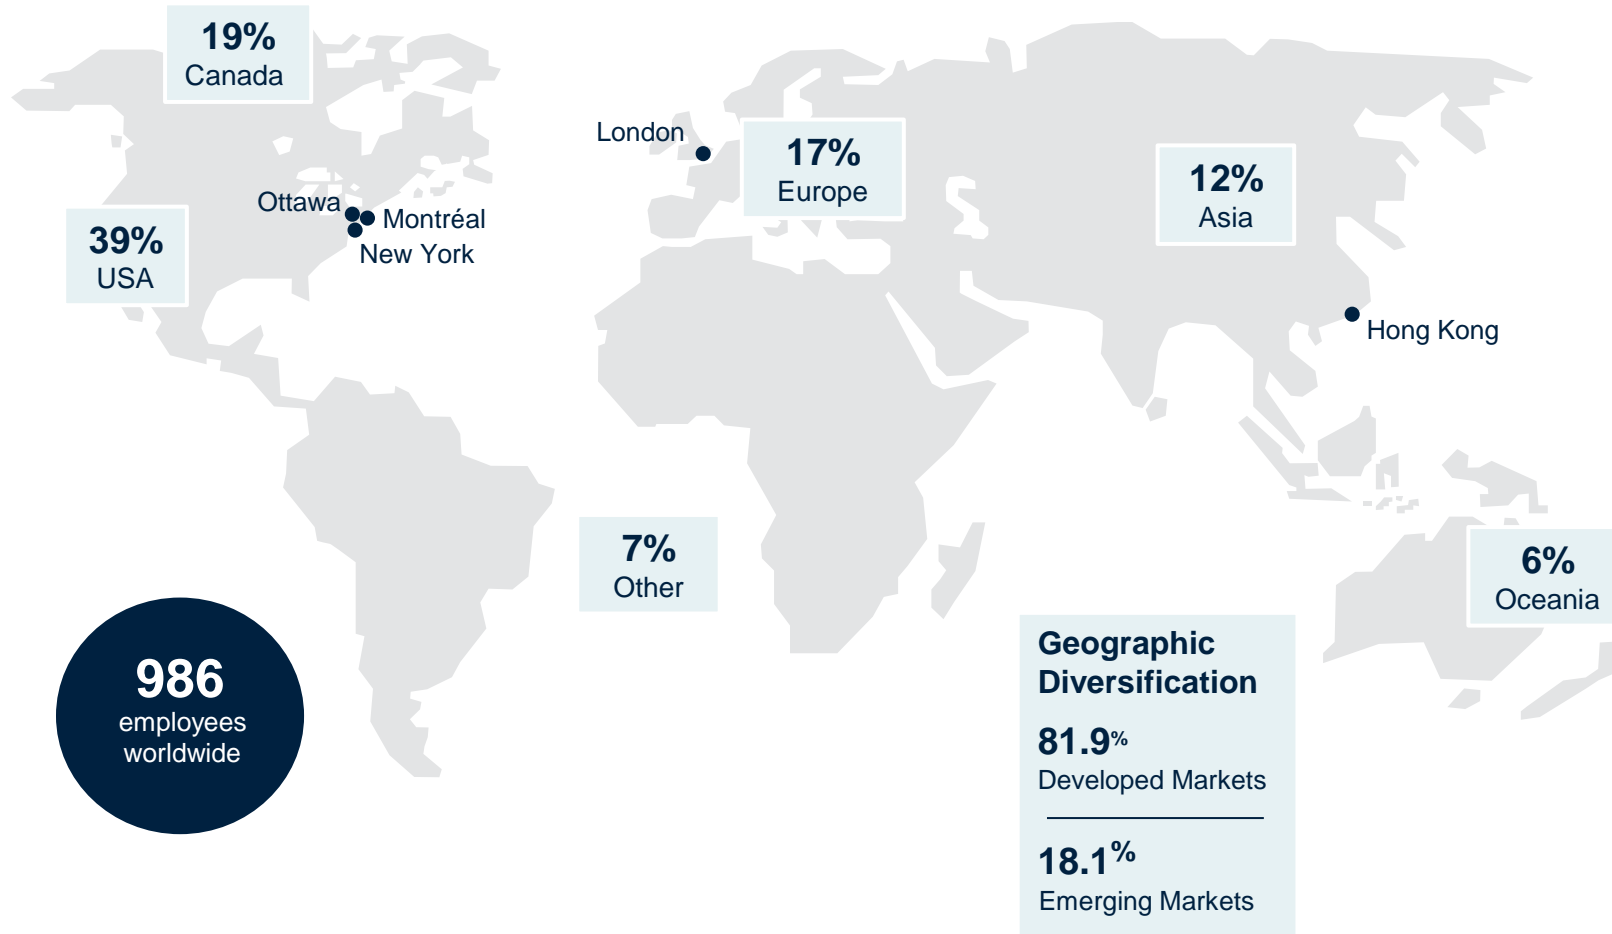 19%
Canada
London
17%
Europe
12%
Asia
Ottawa
Montréal
New York
39%
USA
Hong Kong
7%
Other
6%
Oceania
986
employees
worldwide
Geographic
Diversification
81.9%
Developed Markets
18.1%
Emerging Markets